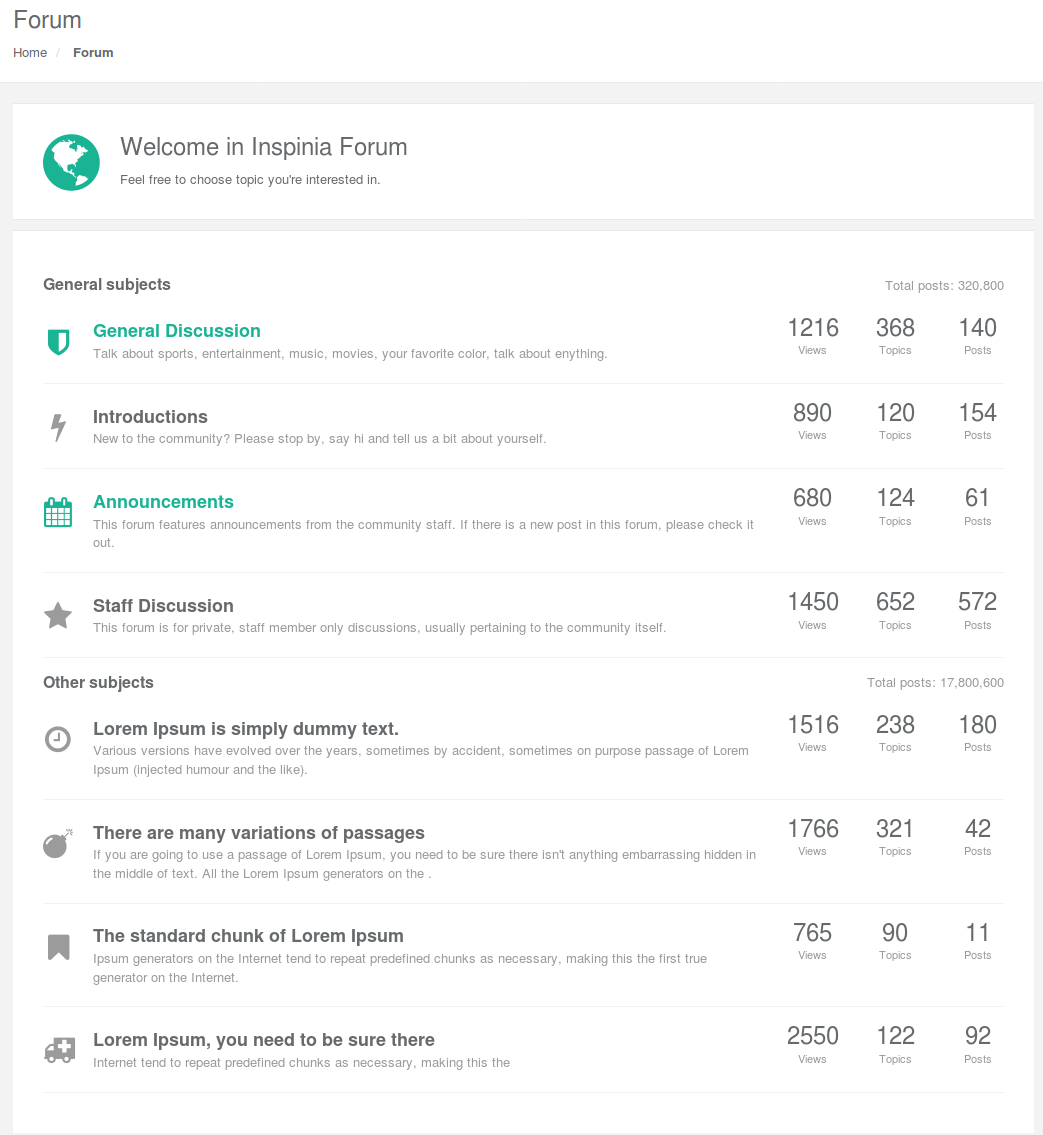 Forum
Home / Forum
Welcome in Inspinia Forum
Feel free to choose topic you're interested in.
General subjects
Total posts: 320,800
General Discussion
Talk about sports, entertainment, music, movies, your favorite color, talk about enything.
1216 368 140
Views Topics Posts
Introductions
New to the community? Please stop by, say hi and tell us a bit about yourself.
890 120 154
Views Topics Posts
Announcements
This forum features announcements from the community staff. If there is a new post in this forum, please check it
out.
680 124 61
Views Topics Posts
Staff Discussion
This forum is for private, staff member only discussions, usually pertaining to the community itself.
1450 652 572
Views Topics Posts
Other subjects
Total posts: 17,800,600
Lorem Ipsum is simply dummy text.
Various versions have evolved over the years, sometimes by accident, sometimes on purpose passage of Lorem
Ipsum (injected humour and the like).
1516 238 180
Views Topics Posts
There are many variations of passages
If you are going to use a passage of Lorem Ipsum, you need to be sure there isn't anything embarrassing hidden in
the middle of text. All the Lorem Ipsum generators on the .
1766 321 42
Views Topics Posts
The standard chunk of Lorem Ipsum
Ipsum generators on the Internet tend to repeat predefined chunks as necessary, making this the first true
generator on the Internet.
765 90 11
Views Topics Posts
Lorem Ipsum, you need to be sure there
Internet tend to repeat predefined chunks as necessary, making this the
2550 122 92
Views Topics Posts